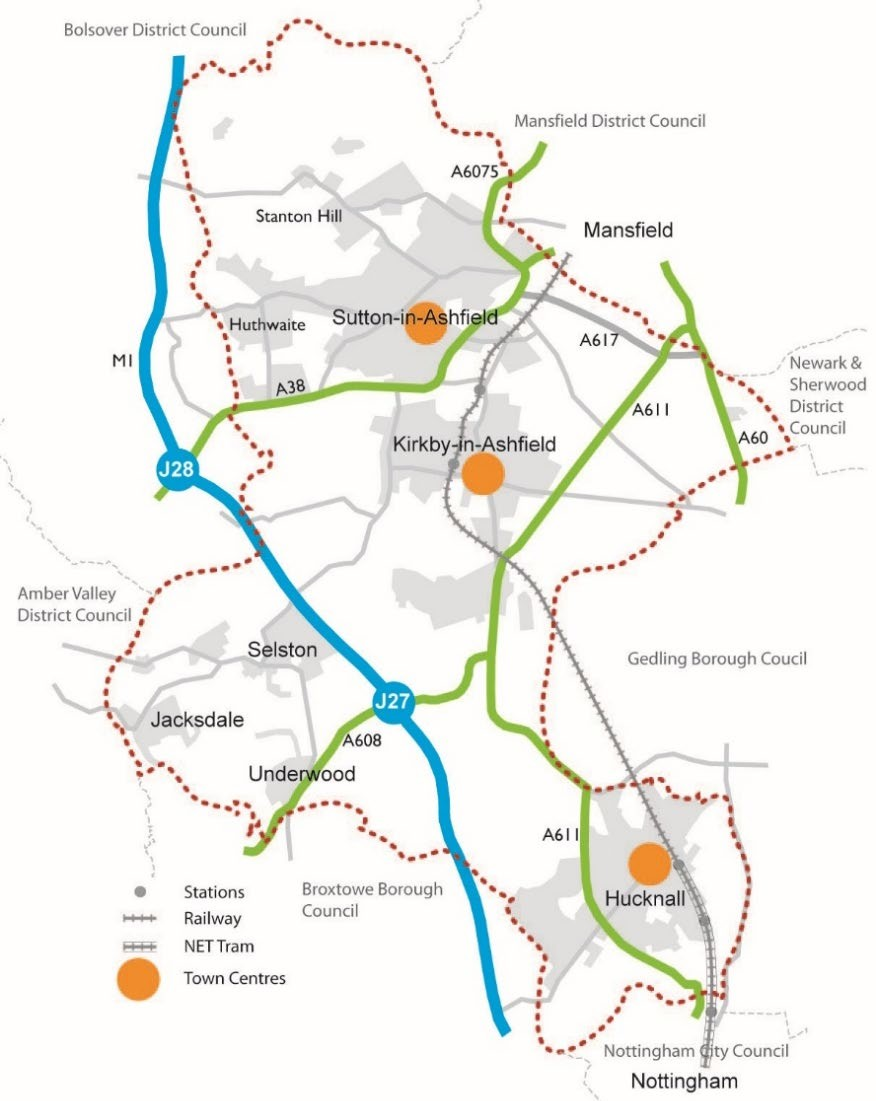 Bolsover District Council
Mansfield District Council
A6075
Stanton Hill
Mansfield
Huthwaite
Sutton-in-Ashfield
A617
M1
Newark &
Sherwood
District
Council
A38
A611
Kirkby-in-Ashfield
A60
J28
Amber Valley
District Council
Selston
Gedling Borough Coucil
J27
Jacksdale
A608
Underwood
A611
Broxtowe Borough
Council
Hucknall
Stations
Railway
NET Tram
Town Centres
Nottingham City Council
Nottingham